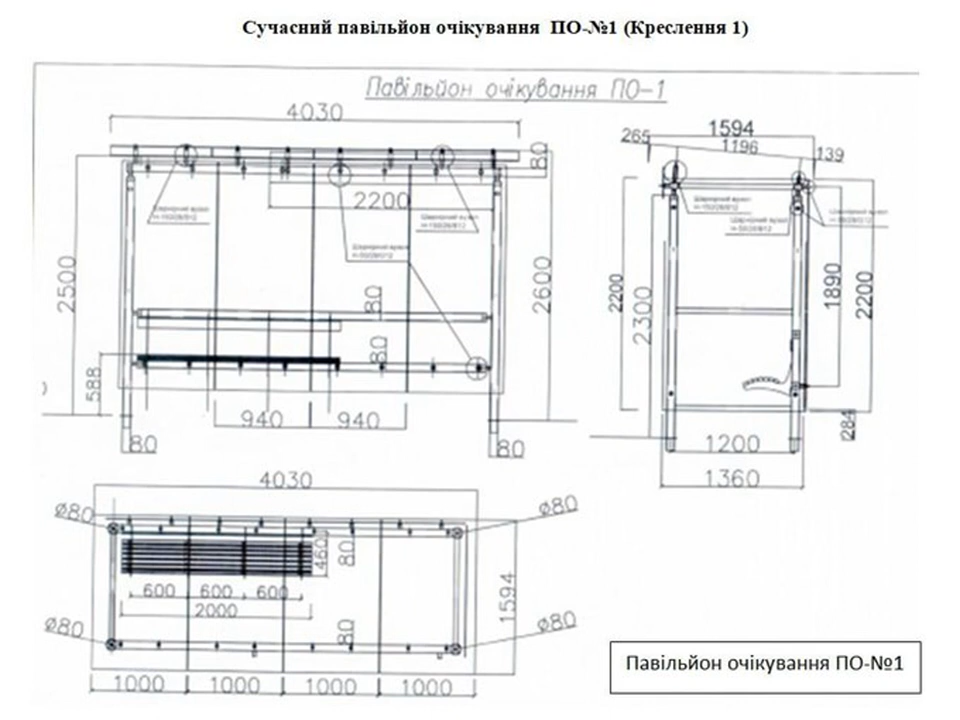 Сучасний павільйон очікування ПО-№1 (Креслення 1)
Павільйон очікування ПО-1
4030
80
2200
2500
2600
80
80
588
940 940
80 80
1594
265 1196 139
2200
2300
1890
2200
284
1200
1360
4030
Ø80 Ø80
460
80
600 600 600
2000
1594
Ø80 80 Ø80
1000 1000 1000 1000
Павільйон очікування ПО-№1